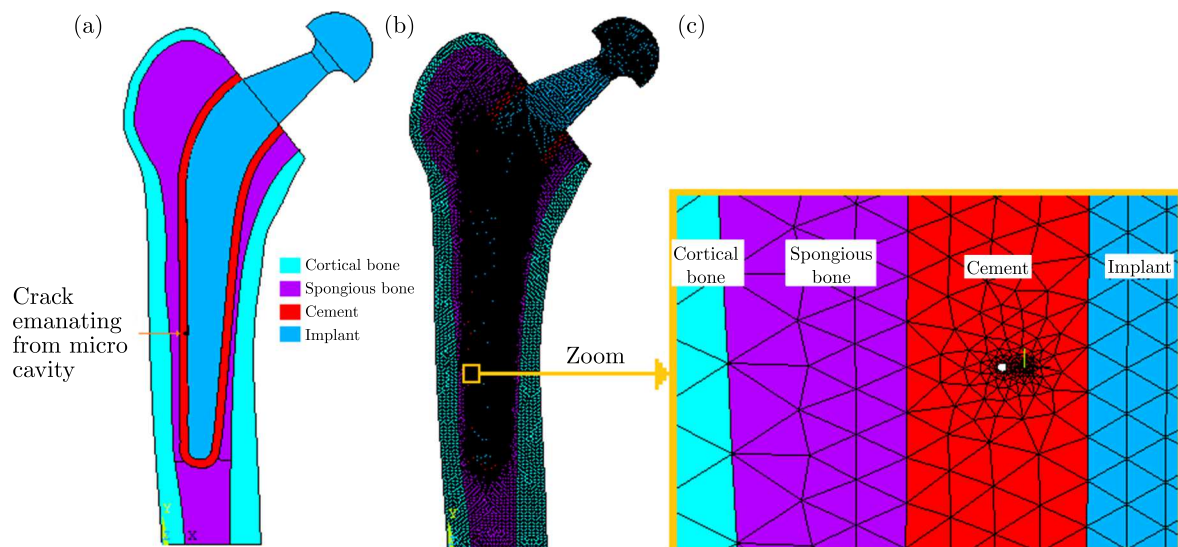 (a)
(b)
(c)
Cortical bone
Spongious bone
Cement
Implant
Crack
emanating
from micro
cavity
Zoom
Cortical
bone
Spongious
bone
Cement
Implant
Y
X
Y